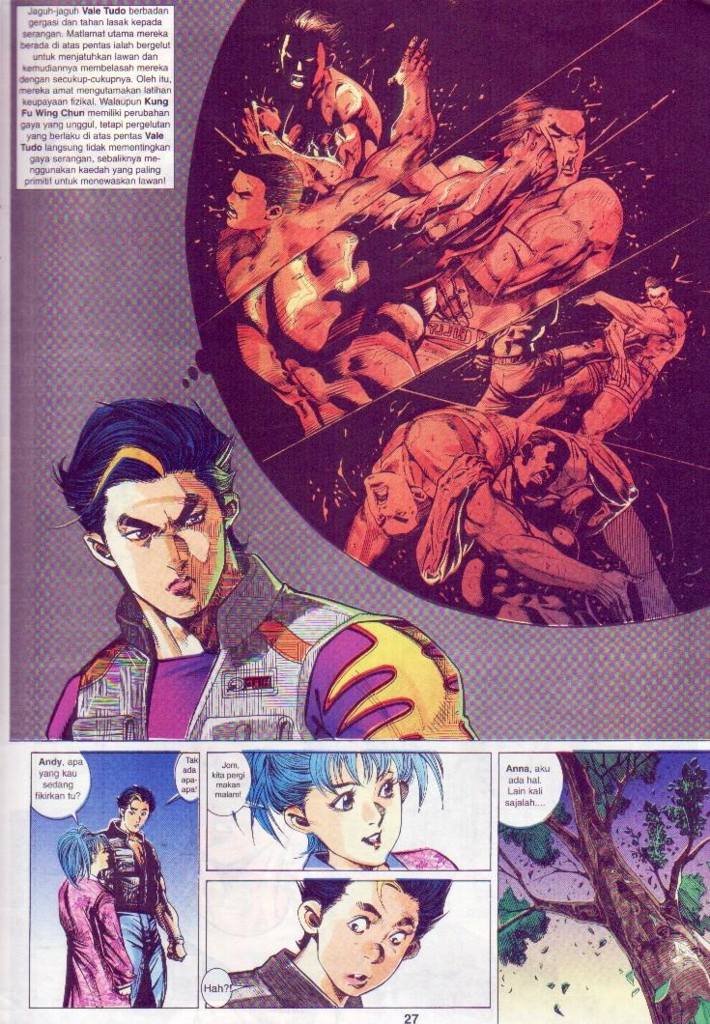 Jaguh-jaguh Vale Tudo berbadan
gergasi dan tahan lasak kepada
serangan. Matlamat utama mereka
berada di atas pentas ialah bergelut
untuk menjatuhkan lawan dan
kemudiannya membelasah mereka
dengan secukup-cukupnya. Oleh itu,
mereka amat mengutamakan latihan
keupayaan fizikal. Walaupun Kung
Fu Wing Chun memiliki perubahan
gaya yang unggul, tetapi pergelutan
yang berlaku di atas pentas Vale
Tudo langsung tidak mementingkan
gaya serangan, sebaliknya me-
nggunakan kaedah yang paling
primitif untuk menewaskan lawan!
Andy, apa
yang kau
sedang
fikirkan tu?
Tak
ada
apa-
apa!
Jom,
kita pergi
makan
malam!
Hah?!
Anna, aku
ada hal.
Lain kali
sajalah....
27